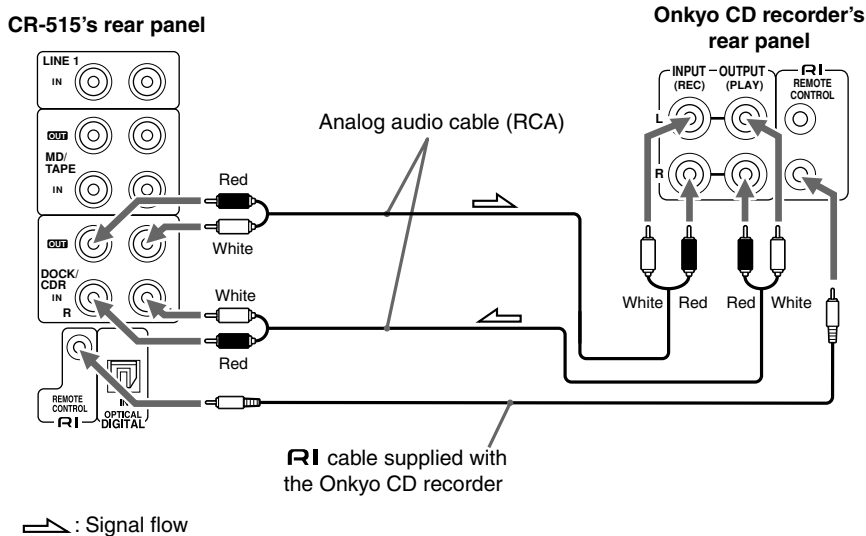 CR-515's rear panel
Onkyo CD recorder's
rear panel
LINE 1
IN
OUT
MD/
TAPE
IN
OUT
DOCK/
CDR
IN
R
REMOTE
CONTROL
RI
IN
OPTICAL
DIGITAL
Analog audio cable (RCA)
Red
White
White
Red
INPUT
(REC)
OUTPUT
(PLAY)
RI
REMOTE
CONTROL
L
R
White Red Red White
RI cable supplied with
the Onkyo CD recorder
: Signal flow